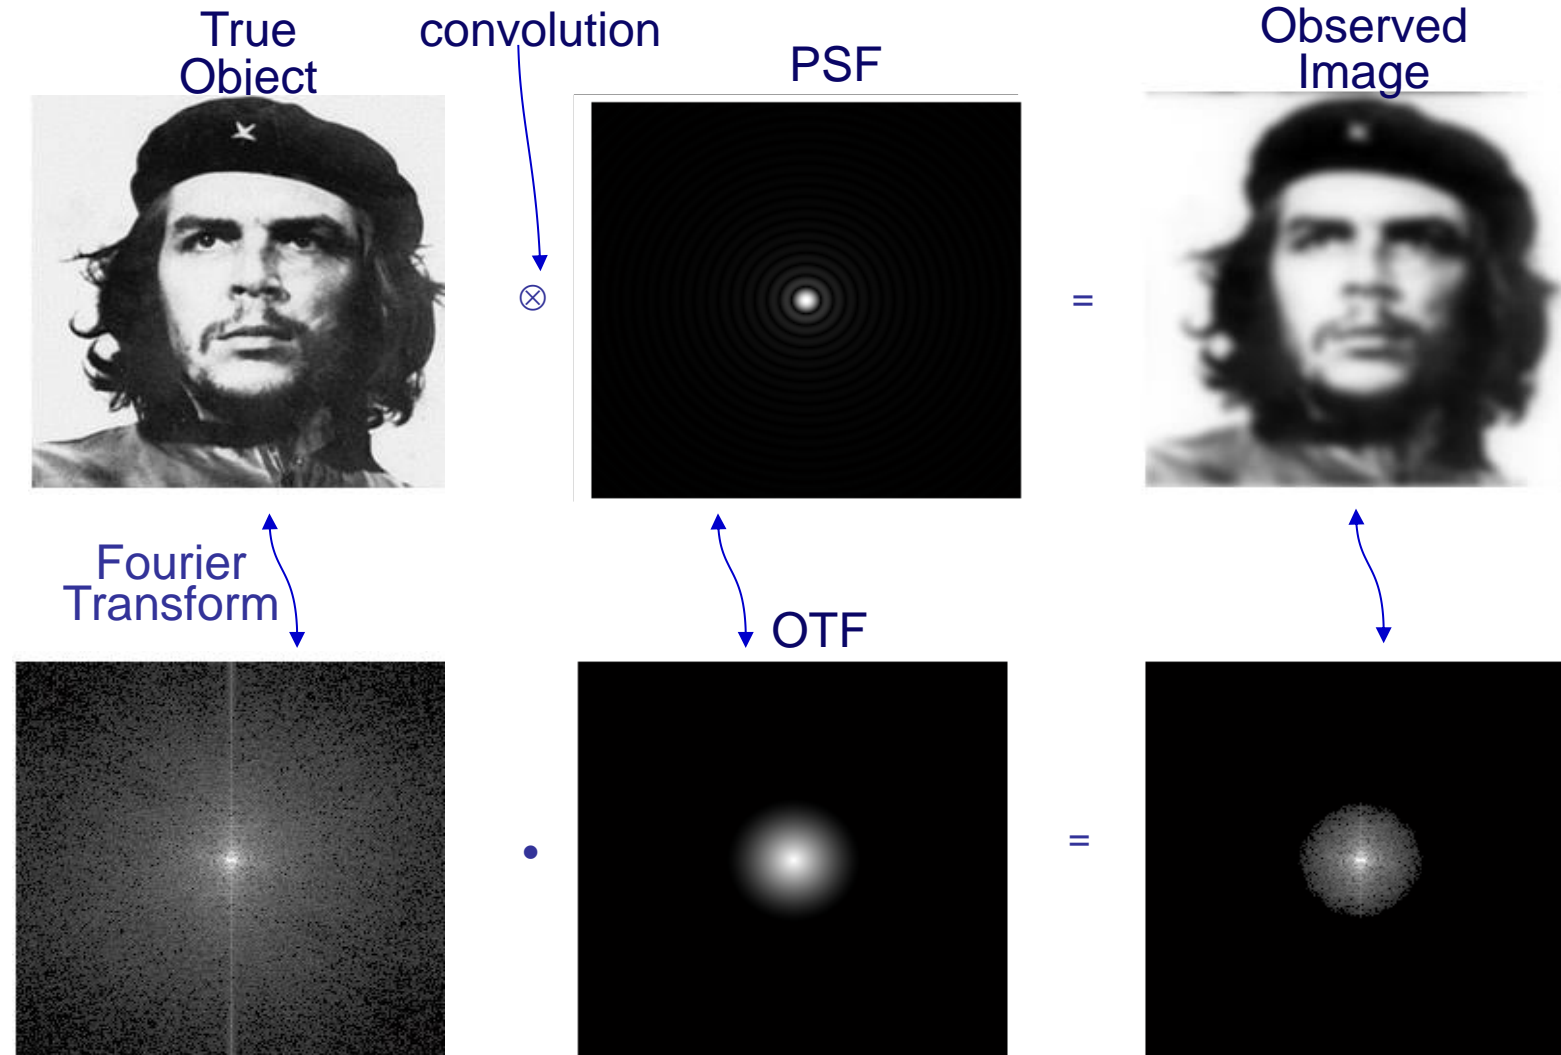 True
Object
convolution
PSF
Observed
Image
⊗
=
Fourier
Transform
OTF
•
=